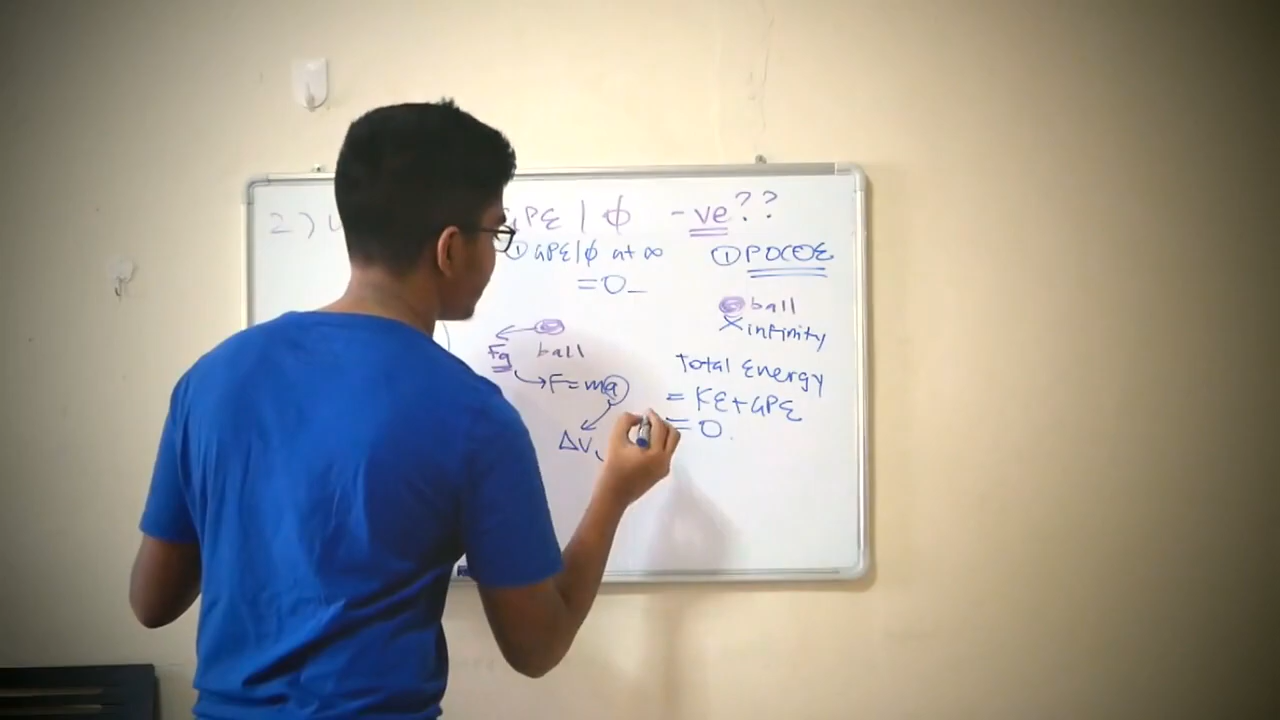 2) GPE | ϕ -ve??
① GPE | ϕ at ∞
= 0
Fg ball
F = ma
ΔV
① POCOE
ball
x infinity
Total Energy
= KE + GPE
= 0.